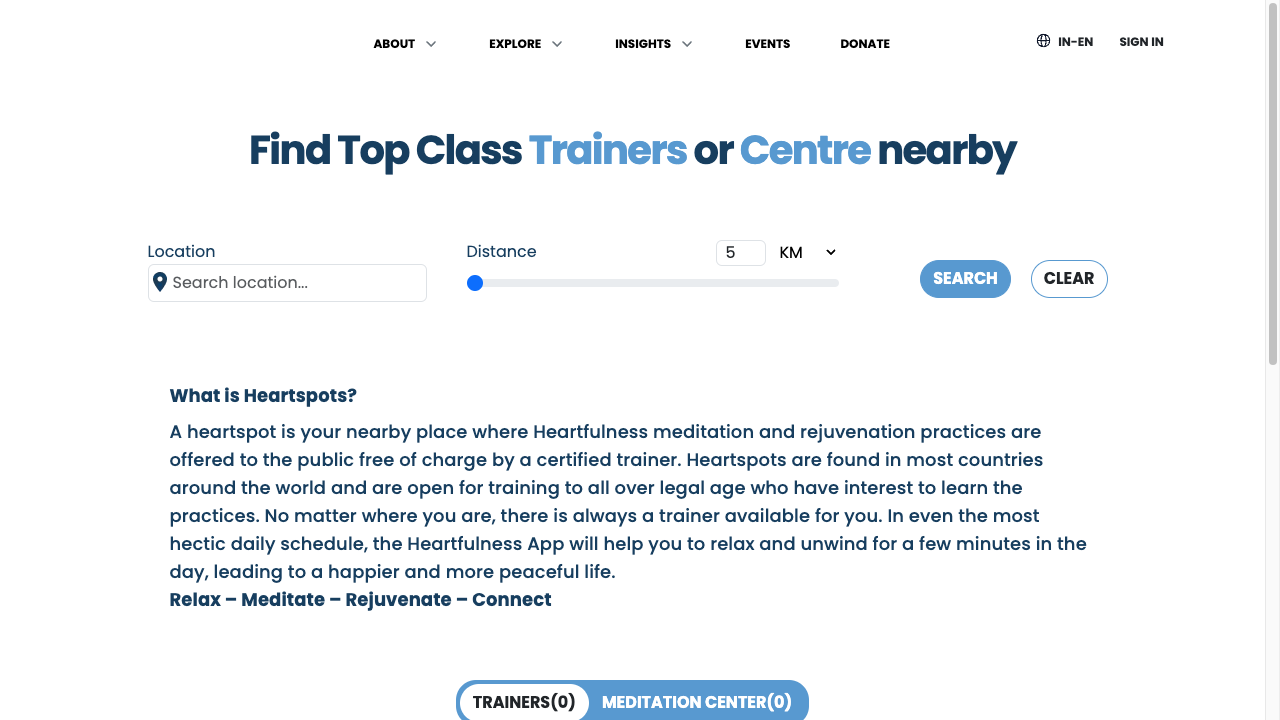 ABOUT EXPLORE INSIGHTS EVENTS DONATE IN-EN SIGN IN
Find Top Class Trainers or Centre nearby
Location Distance 5 KM
Search location...
SEARCH CLEAR
What is Heartspots?
A heartspot is your nearby place where Heartfulness meditation and rejuvenation practices are
offered to the public free of charge by a certified trainer. Heartspots are found in most countries
around the world and are open for training to all over legal age who have interest to learn the
practices. No matter where you are, there is always a trainer available for you. In even the most
hectic daily schedule, the Heartfulness App will help you to relax and unwind for a few minutes in the
day, leading to a happier and more peaceful life.
Relax – Meditate – Rejuvenate – Connect
TRAINERS(0) MEDITATION CENTER(0)